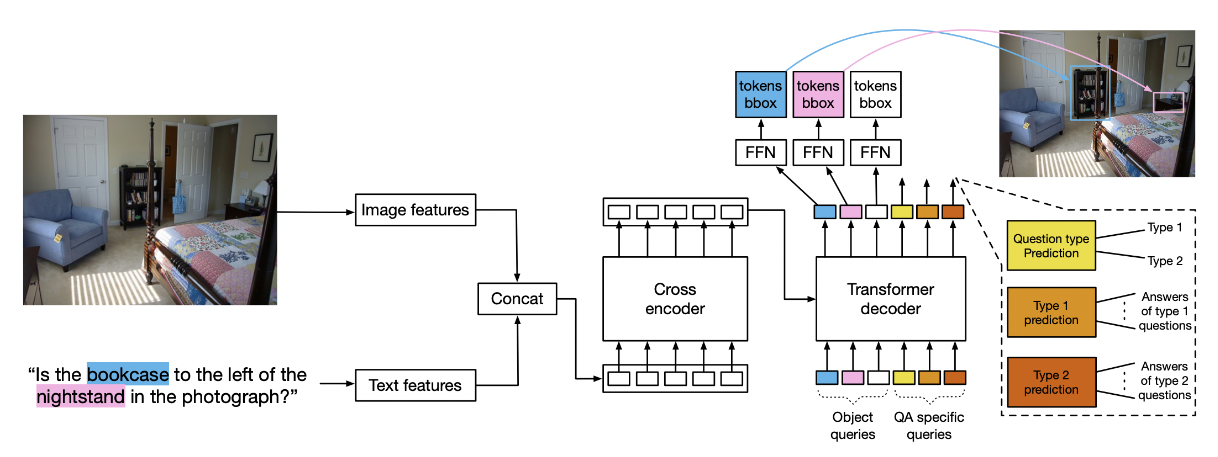 tokens
bbox
tokens
bbox
tokens
bbox
FFN
FFN
FFN
Image features
Concat
Text features
“Is the bookcase to the left of the
nightstand in the photograph?”
Cross
encoder
Transformer
decoder
Object
queries
QA specific
queries
Question type
Prediction
Type 1
Type 2
Type 1
prediction
Answers
of type 1
questions
Type 2
prediction
Answers
of type 2
questions